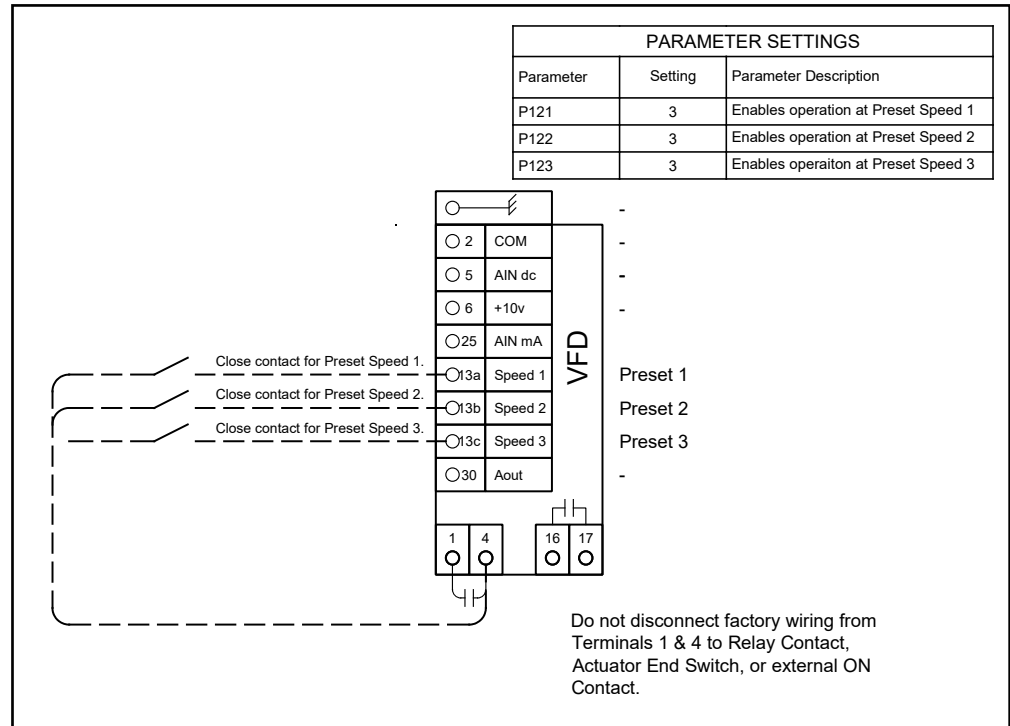 PARAMETER SETTINGS
Parameter Setting Parameter Description
P121 3 Enables operation at Preset Speed 1
P122 3 Enables operation at Preset Speed 2
P123 3 Enables operaiton at Preset Speed 3
-
2 COM -
5 AIN dc -
6 +10v -
25 AIN mA
VFD
Close contact for Preset Speed 1. 13a Speed 1 Preset 1
Close contact for Preset Speed 2. 13b Speed 2 Preset 2
Close contact for Preset Speed 3. 13c Speed 3 Preset 3
30 Aout -
1 4 16 17
Do not disconnect factory wiring from
Terminals 1 & 4 to Relay Contact,
Actuator End Switch, or external ON
Contact.